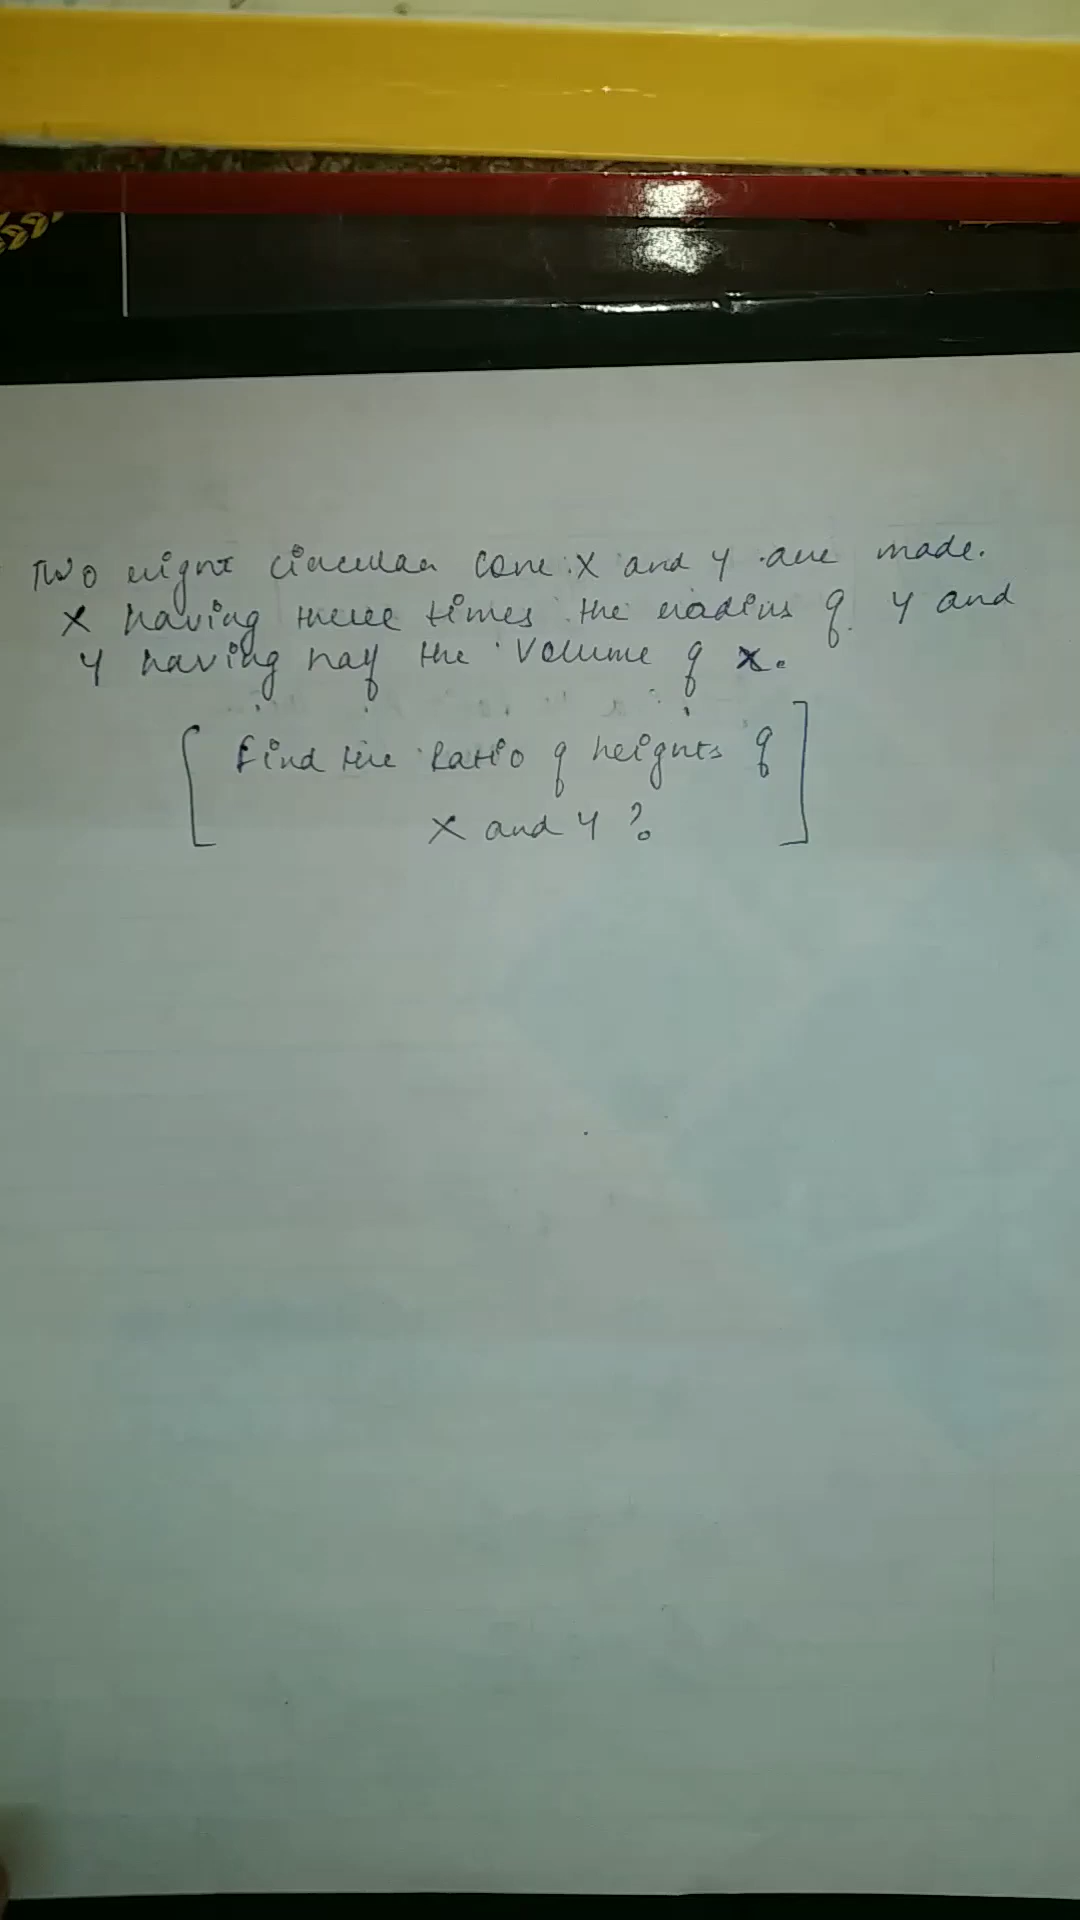 Two right circular cone X and Y are made.
X having three times the radius of Y and
Y having half the Volume of X.
Find the Ratio of heights of
X and Y ?